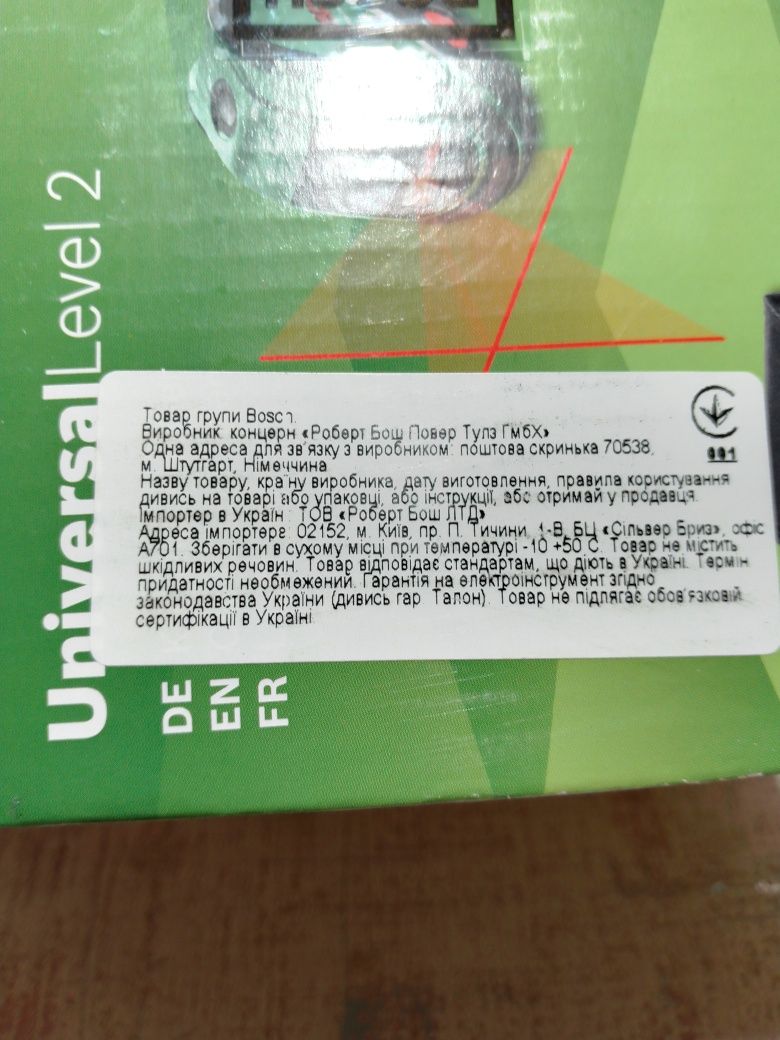 UniversalLevel 2
Товар групи Bosch.
Виробник: концерн «Роберт Бош Повер Тулз ГмбХ»
Одна адреса для зв'язку з виробником: поштова скринька 70538,
м. Штутгарт, Німеччина
Назву товару, країну виробника, дату виготовлення, правила користування
дивись на товарі або упаковці, або інструкції, або отримай у продавця.
Імпортер в Україні: ТОВ «Роберт Бош ЛТД»
Адреса імпортера: 02152, м. Київ, пр. П. Тичини, 1-В, БЦ «Сільвер Бриз», офіс
А701. Зберігати в сухому місці при температурі -10 +50 С. Товар не містить
шкідливих речовин. Товар відповідає стандартам, що діють в Україні. Термін
придатності необмежений. Гарантія на електроінструмент згідно
законодавства України (дивись гар. Талон). Товар не підлягає обов'язковій
сертифікації в Україні
001
DE
EN
FR